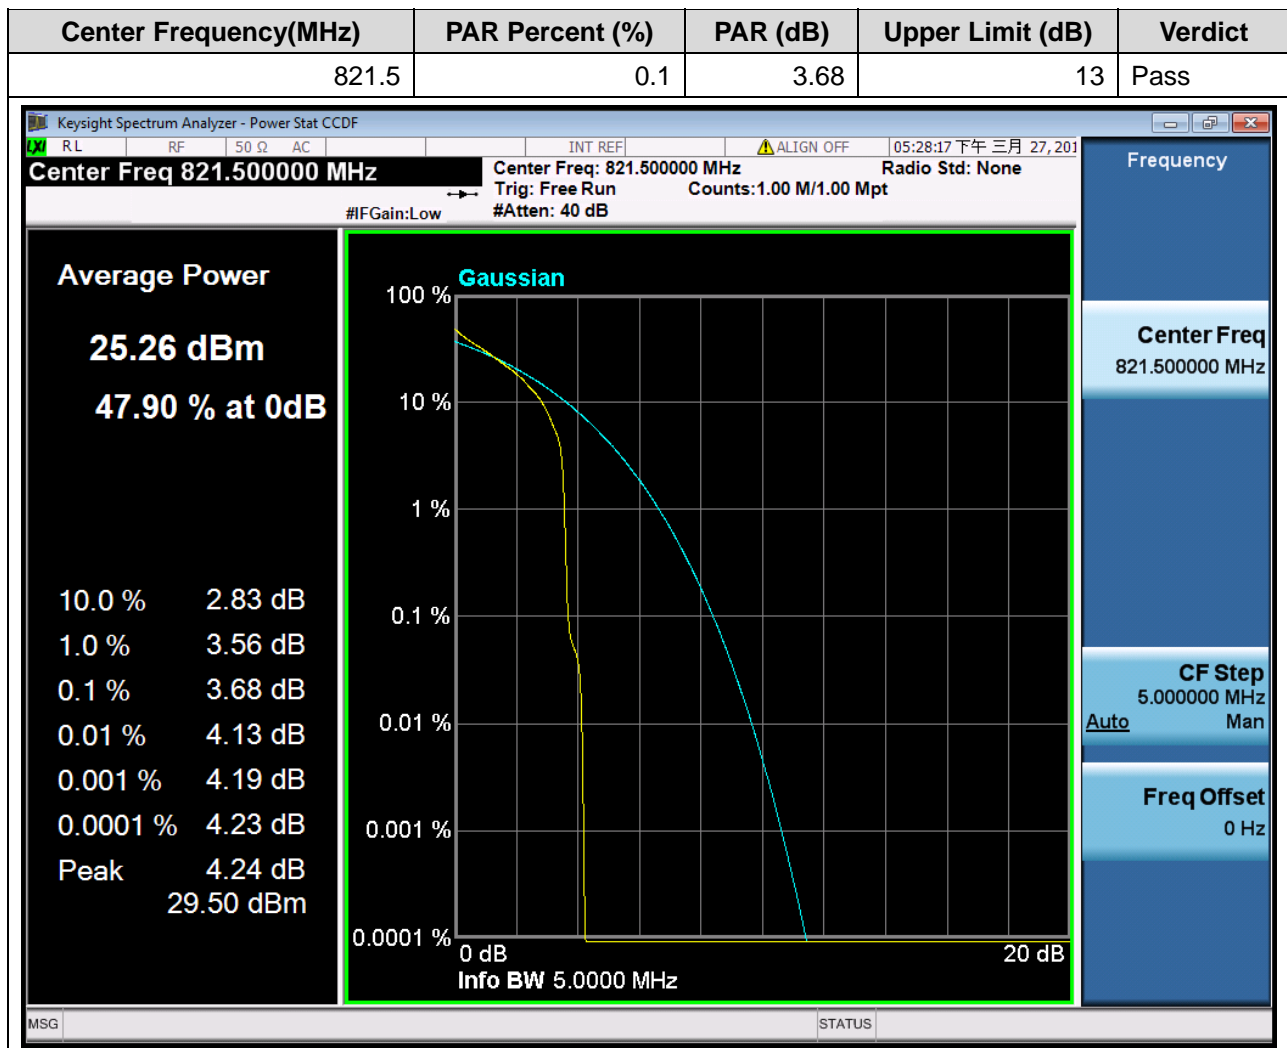 Center Frequency(MHz) PAR Percent (%) PAR (dB) Upper Limit (dB) Verdict
821.5 0.1 3.68 13 Pass
Keysight Spectrum Analyzer - Power Stat CCDF
LXI RL RF 50 Ω AC INT REF ALIGN OFF 05:28:17 下午 三月 27, 201
Center Freq 821.500000 MHz
Center Freq: 821.500000 MHz Radio Std: None
Trig: Free Run Counts:1.00 M/1.00 Mpt
#IFGain:Low #Atten: 40 dB
Average Power
25.26 dBm
47.90 % at 0dB
10.0 % 2.83 dB
1.0 % 3.56 dB
0.1 % 3.68 dB
0.01 % 4.13 dB
0.001 % 4.19 dB
0.0001 % 4.23 dB
Peak 4.24 dB
29.50 dBm
Gaussian
100 %
10 %
1 %
0.1 %
0.01 %
0.001 %
0.0001 %
0 dB 20 dB
Info BW 5.0000 MHz
Frequency
Center Freq
821.500000 MHz
CF Step
5.000000 MHz
Auto Man
Freq Offset
0 Hz
MSG STATUS